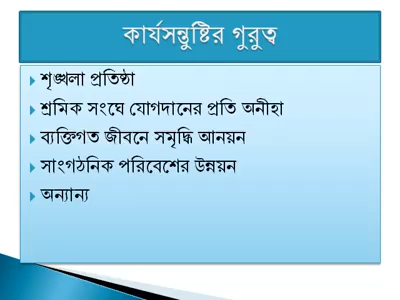 কার্যসন্তুষ্টির গুরুত্ব
শৃঙ্খলা প্রতিষ্ঠা
শ্রমিক সংঘে যোগদানের প্রতি অনীহা
ব্যক্তিগত জীবনে সমৃদ্ধি আনয়ন
সাংগঠনিক পরিবেশের উন্নয়ন
অন্যান্য